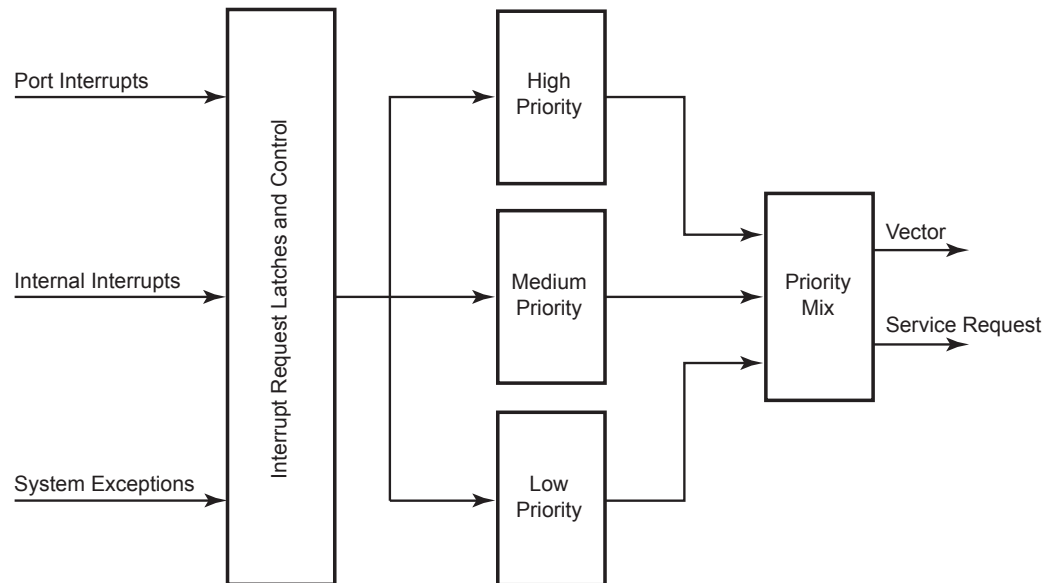 Port Interrupts
Internal Interrupts
System Exceptions
Interrupt Request Latches and Control
High
Priority
Medium
Priority
Low
Priority
Priority
Mix
Vector
Service Request